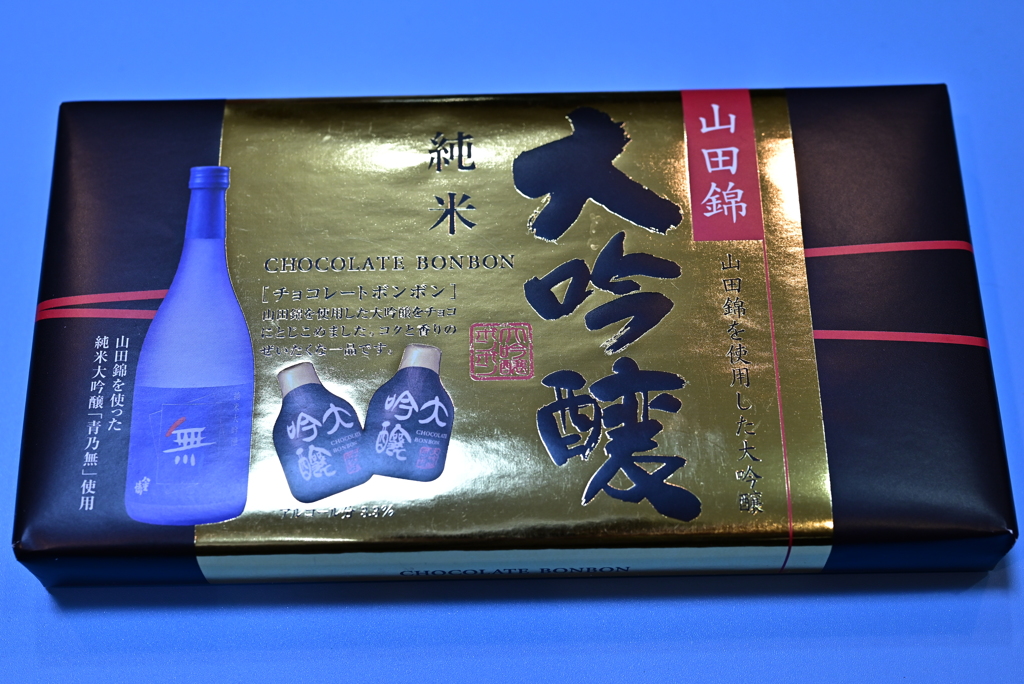 山田錦
山田錦を使用した大吟醸
大吟醸
純米
CHOCOLATE BONBON
[チョコレートボンボン]
山田錦を使用した大吟醸をチョコ
にとじこめました。コクと香りの
ぜいたくな一品です。
大吟醸
CHOCOLATE
BONBON
大吟醸
CHOCOLATE
BONBON
無
山田錦を使った
純米大吟醸「青乃無」使用
CHOCOLATE BONBON